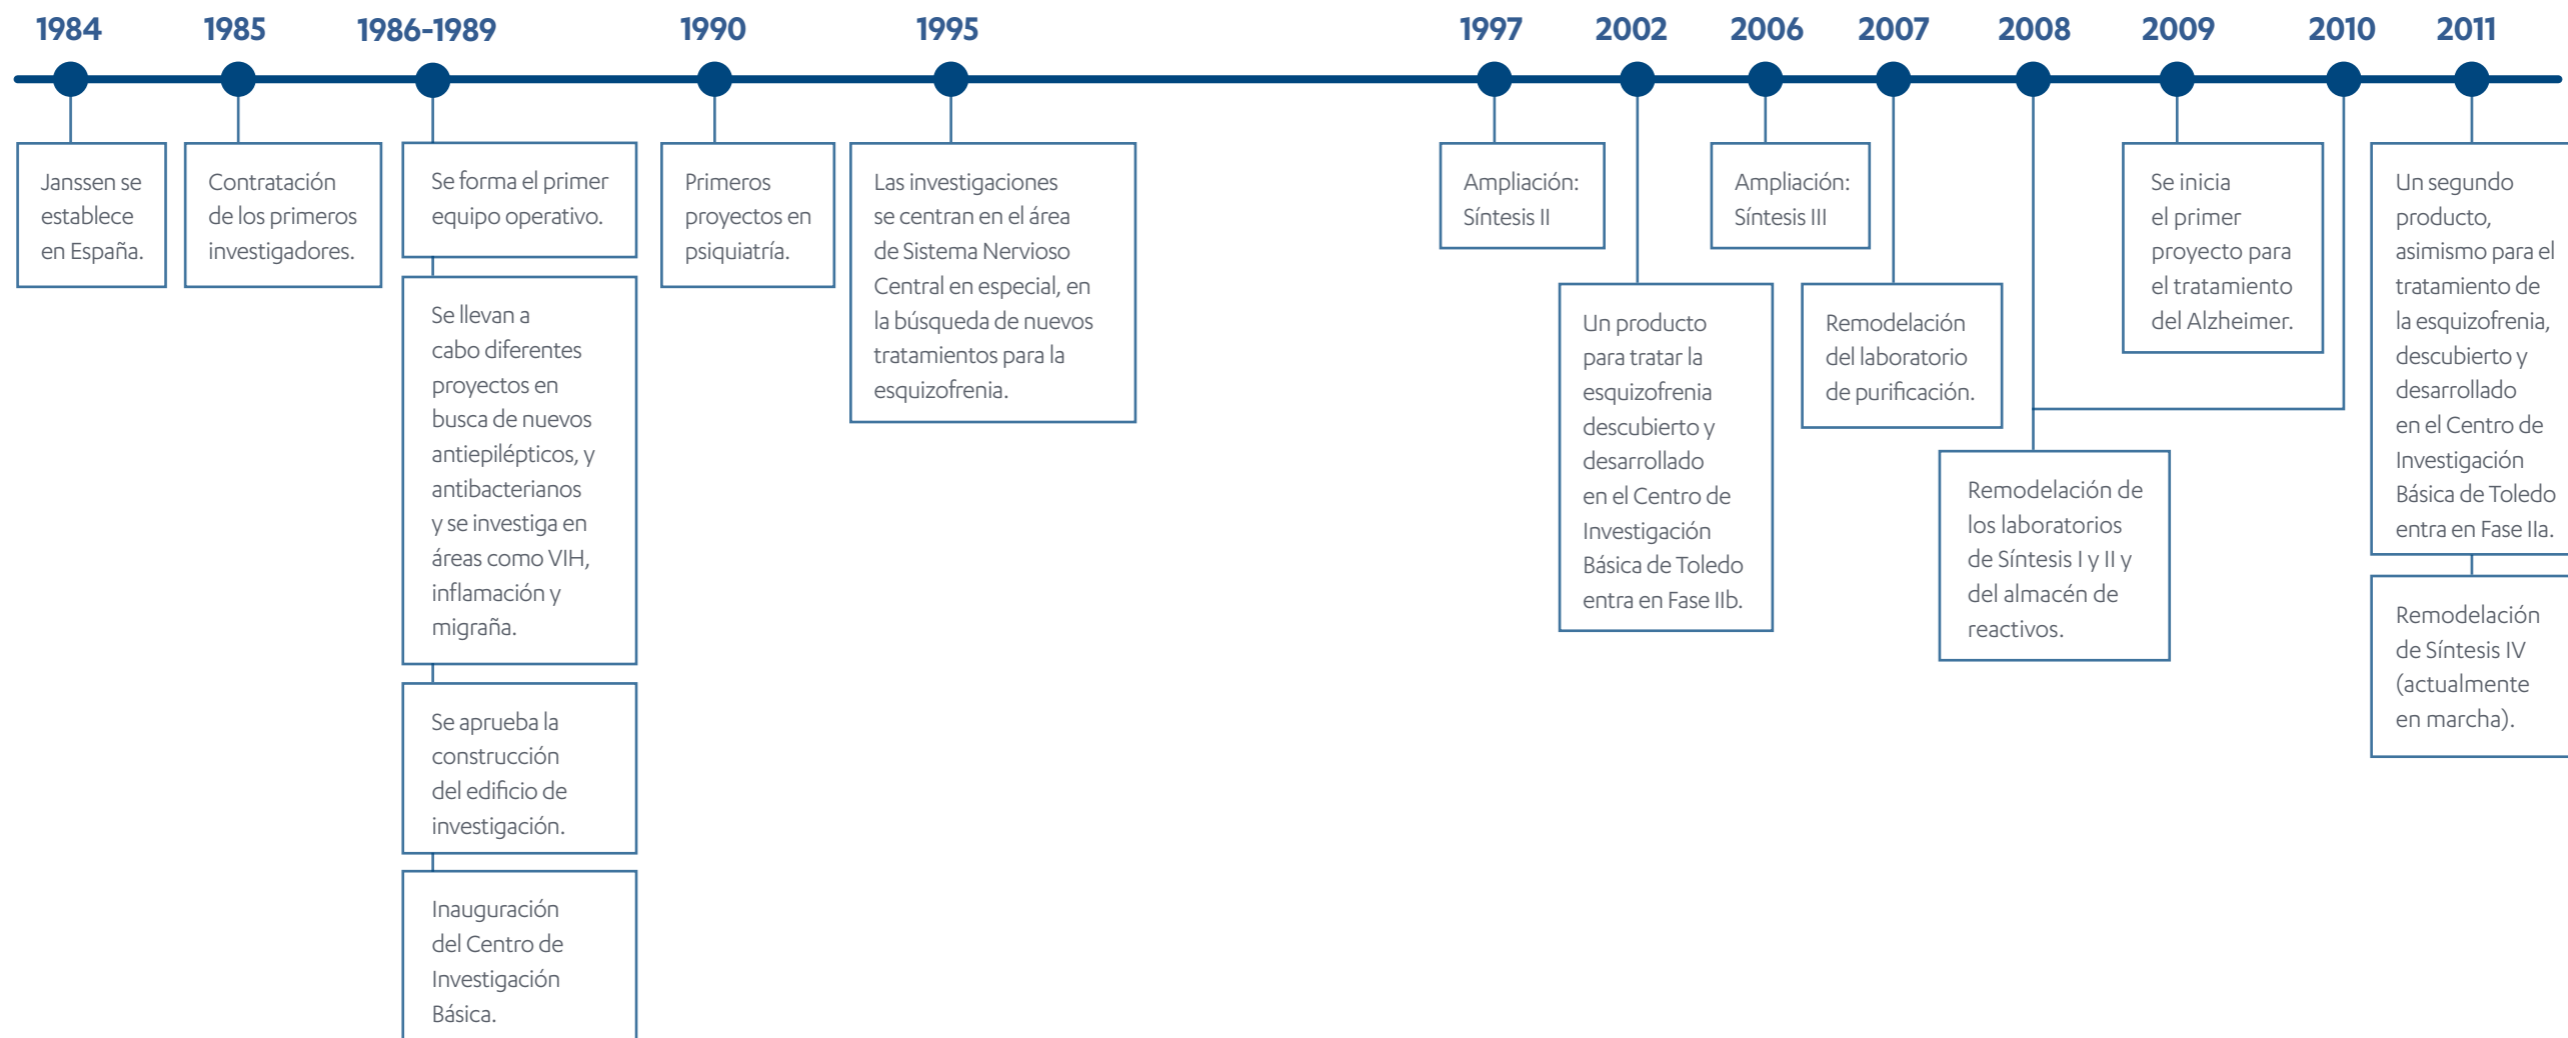 1984
1985
1986-1989
1990
1995
1997
2002
2006
2007
2008
2009
2010
2011
Janssen se
establece
en España.
Contratación
de los primeros
investigadores.
Se forma el primer
equipo operativo.
Se llevan a
cabo diferentes
proyectos en
busca de nuevos
antiepilépticos, y
antibacterianos
y se investiga en
áreas como VIH,
inflamación y
migraña.
Se aprueba la
construcción
del edificio de
investigación.
Inauguración
del Centro de
Investigación
Básica.
Primeros
proyectos en
psiquiatría.
Las investigaciones
se centran en el área
de Sistema Nervioso
Central en especial, en
la búsqueda de nuevos
tratamientos para la
esquizofrenia.
Ampliación:
Síntesis II
Un producto
para tratar la
esquizofrenia
descubierto y
desarrollado
en el Centro de
Investigación
Básica de Toledo
entra en Fase IIb.
Ampliación:
Síntesis III
Remodelación
del laboratorio
de purificación.
Remodelación de
los laboratorios
de Síntesis I y II y
del almacén de
reactivos.
Se inicia
el primer
proyecto para
el tratamiento
del Alzheimer.
Un segundo
producto,
asimismo para el
tratamiento de
la esquizofrenia,
descubierto y
desarrollado
en el Centro de
Investigación
Básica de Toledo
entra en Fase IIa.
Remodelación
de Síntesis IV
(actualmente
en marcha).